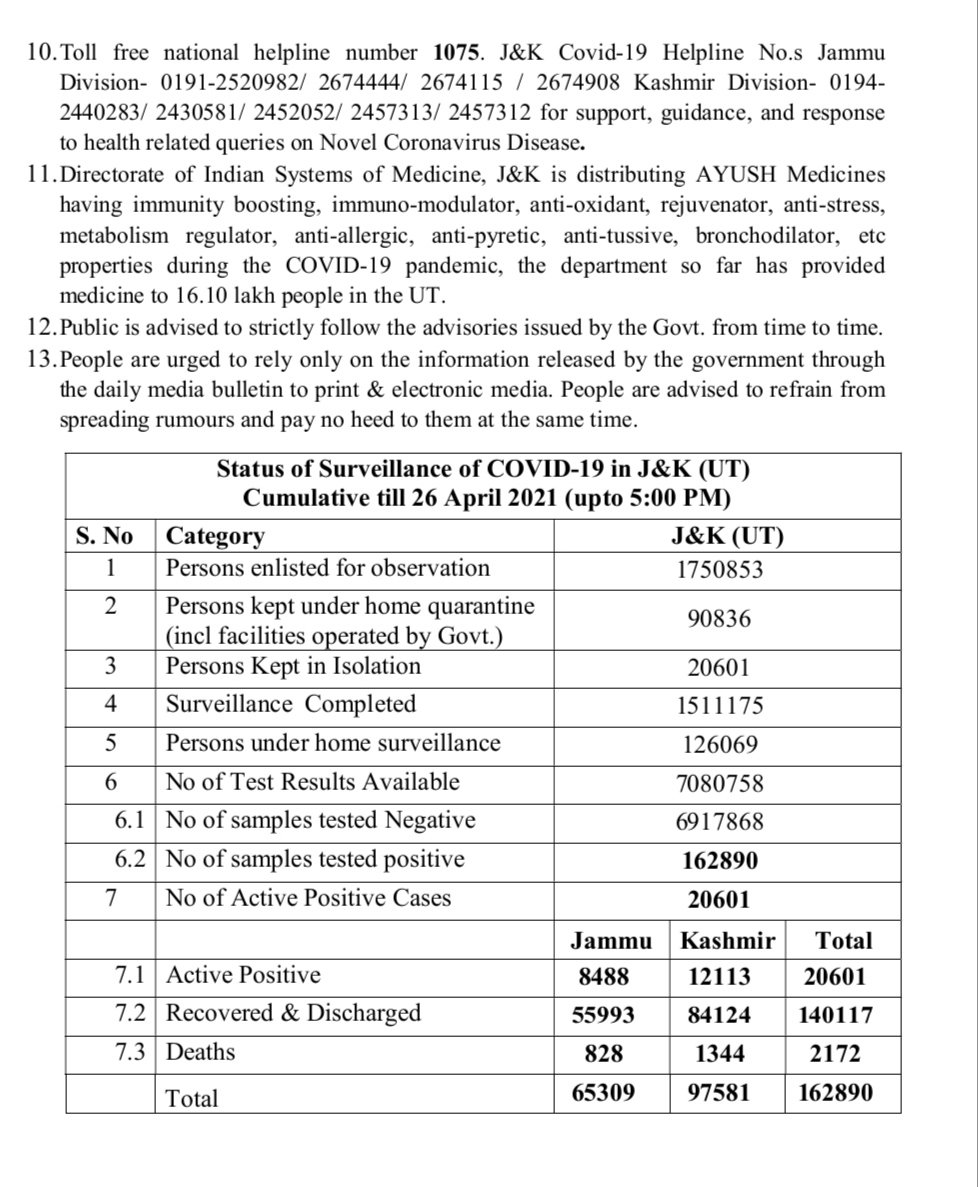 10. Toll free national helpline number 1075. J&K Covid-19 Helpline No.s Jammu
Division- 0191-2520982/ 2674444/ 2674115 / 2674908 Kashmir Division- 0194-
2440283/ 2430581/ 2452052/ 2457313/ 2457312 for support, guidance, and response
to health related queries on Novel Coronavirus Disease.
11. Directorate of Indian Systems of Medicine, J&K is distributing AYUSH Medicines
having immunity boosting, immuno-modulator, anti-oxidant, rejuvenator, anti-stress,
metabolism regulator, anti-allergic, anti-pyretic, anti-tussive, bronchodilator, etc
properties during the COVID-19 pandemic, the department so far has provided
medicine to 16.10 lakh people in the UT.
12. Public is advised to strictly follow the advisories issued by the Govt. from time to time.
13. People are urged to rely only on the information released by the government through
the daily media bulletin to print & electronic media. People are advised to refrain from
spreading rumours and pay no heed to them at the same time.
Status of Surveillance of COVID-19 in J&K (UT)
Cumulative till 26 April 2021 (upto 5:00 PM)
S. No Category J&K (UT)
1 Persons enlisted for observation 1750853
2 Persons kept under home quarantine
(incl facilities operated by Govt.) 90836
3 Persons Kept in Isolation 20601
4 Surveillance Completed 1511175
5 Persons under home surveillance 126069
6 No of Test Results Available 7080758
6.1 No of samples tested Negative 6917868
6.2 No of samples tested positive 162890
7 No of Active Positive Cases 20601
Jammu Kashmir Total
7.1 Active Positive 8488 12113 20601
7.2 Recovered & Discharged 55993 84124 140117
7.3 Deaths 828 1344 2172
Total 65309 97581 162890